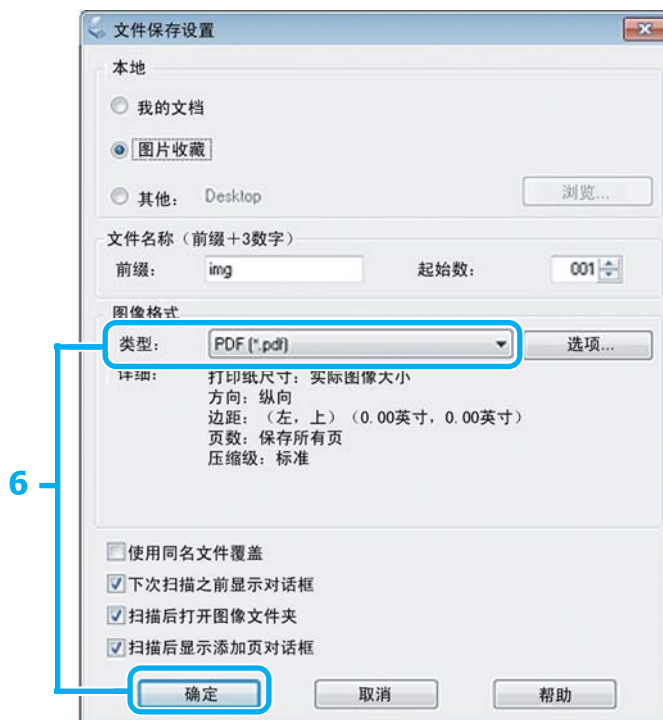 文件保存设置
本地
我的文档
图片收藏
其他: Desktop 浏览...
文件名称（前缀+3数字）
前缀: img 起始数: 001
图像格式
类型: PDF (*.pdf) 选项...
详细: 打印纸尺寸: 实际图像大小
方向: 纵向
边距: （左, 上）（0.00英寸, 0.00英寸）
页数: 保存所有页
压缩级: 标准
6
使用同名文件覆盖
下次扫描之前显示对话框
扫描后打开图像文件夹
扫描后显示添加页对话框
确定 取消 帮助